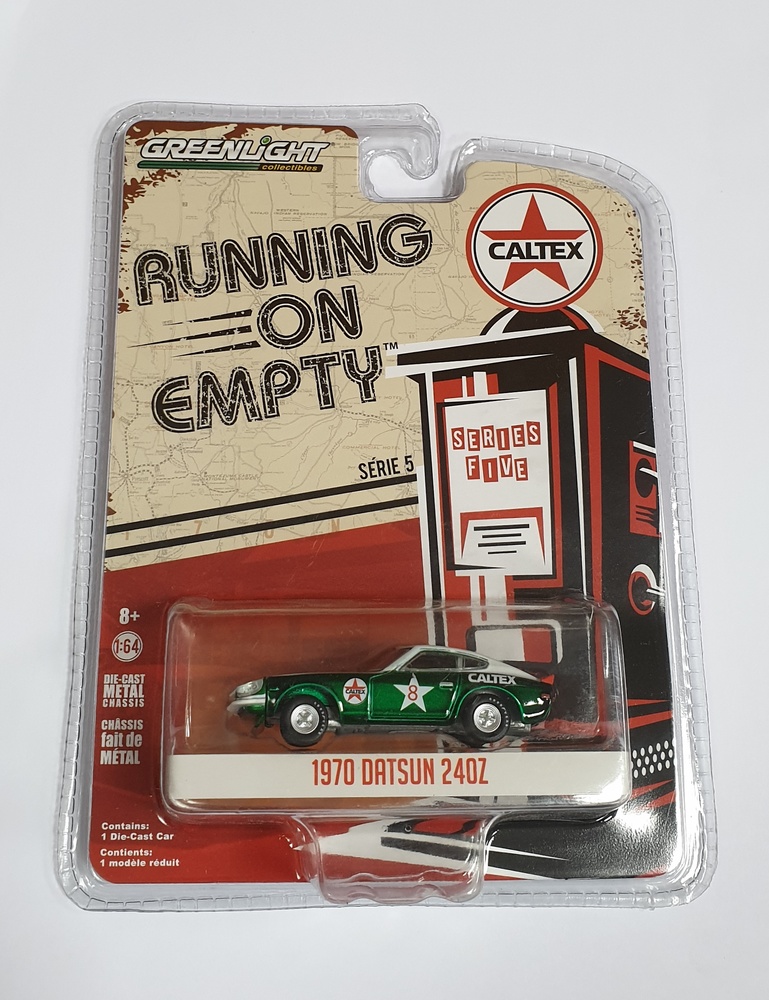 GREENLiGHT
collectibles
RUNNING
ON
EMPTY™
CALTEX
SERIES
FIVE
SÉRIE 5
8+
1:64
DIE-CAST
METAL
CHASSIS
CHÂSSIS
fait de
MÉTAL
CALTEX
8
CALTEX
1970 DATSUN 240Z
Contains:
1 Die-Cast Car
Contients:
1 modèle réduit